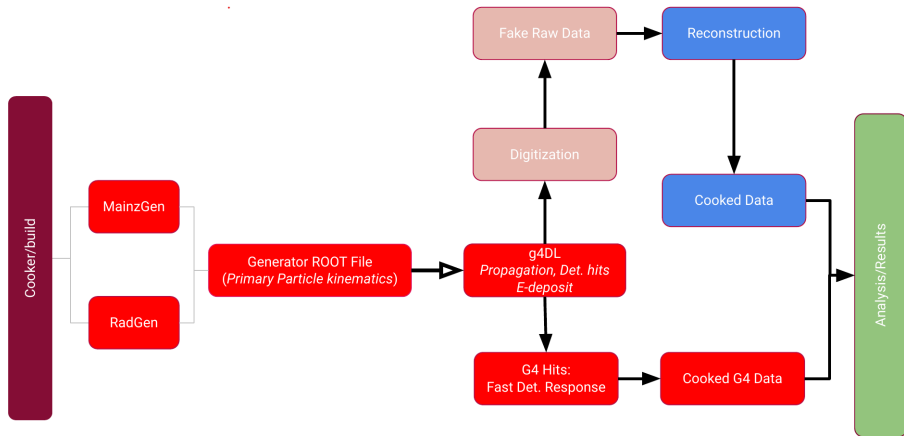 Cooker/build
MainzGen
RadGen
Generator ROOT File
(Primary Particle kinematics)
Fake Raw Data
Digitization
g4DL
Propagation, Det. hits
E-deposit
G4 Hits:
Fast Det. Response
Reconstruction
Cooked Data
Cooked G4 Data
Analysis/Results